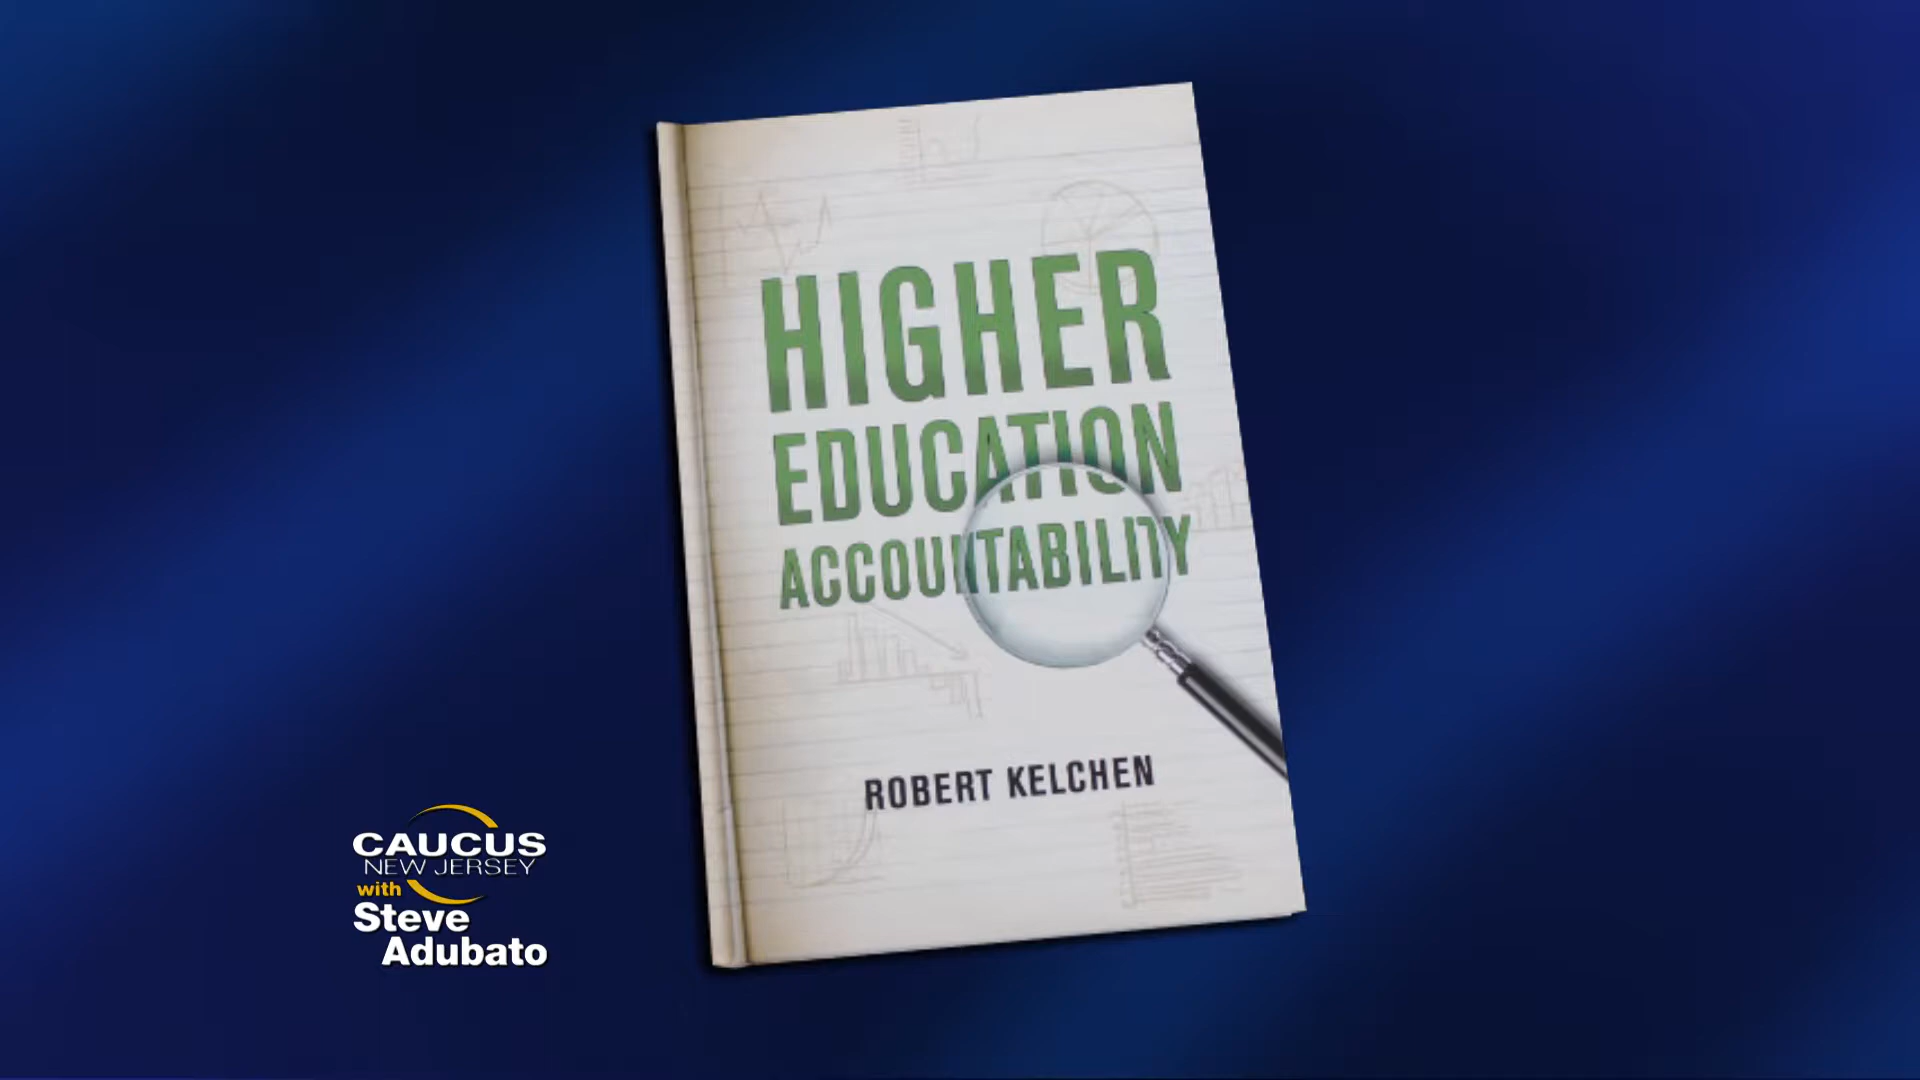 HIGHER
EDUCATION
ACCOUNTABILITY
ROBERT KELCHEN
CAUCUS
NEW JERSEY
with
Steve
Adubato